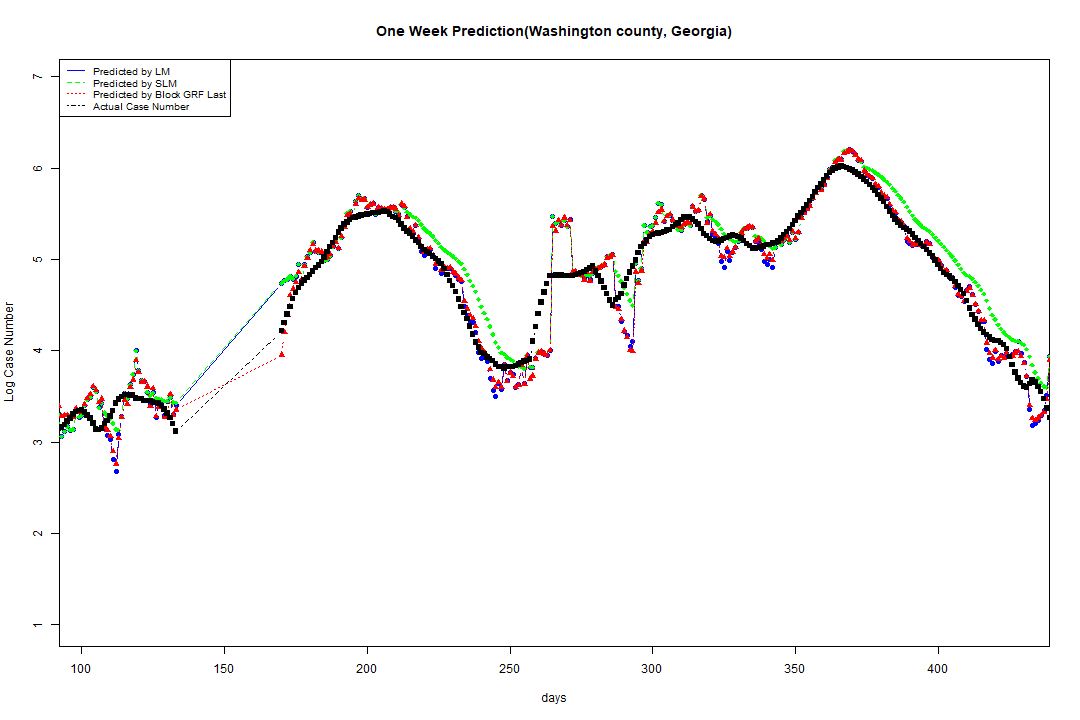 One Week Prediction(Washington county, Georgia)
Predicted by LM
Predicted by SLM
Predicted by Block GRF Last
Actual Case Number
Log Case Number
7
6
5
4
3
2
1
100 150 200 250 300 350 400
days